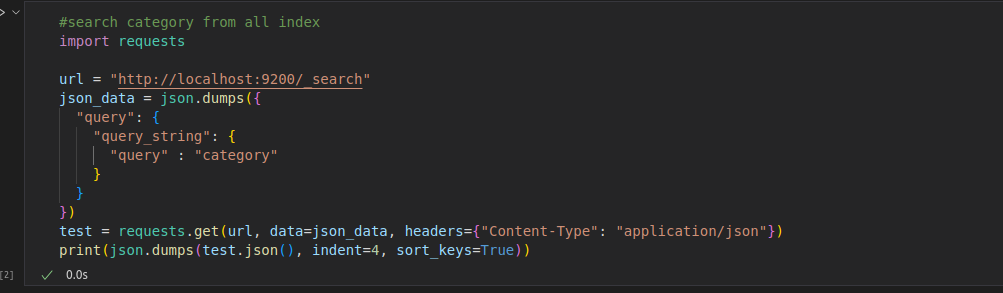 #search category from all index
import requests
url = "http://localhost:9200/_search"
json_data = json.dumps({
"query": {
"query_string": {
"query" : "category"
}
}
})
test = requests.get(url, data=json_data, headers={"Content-Type": "application/json"})
print(json.dumps(test.json(), indent=4, sort_keys=True))
[2] ✓ 0.0s